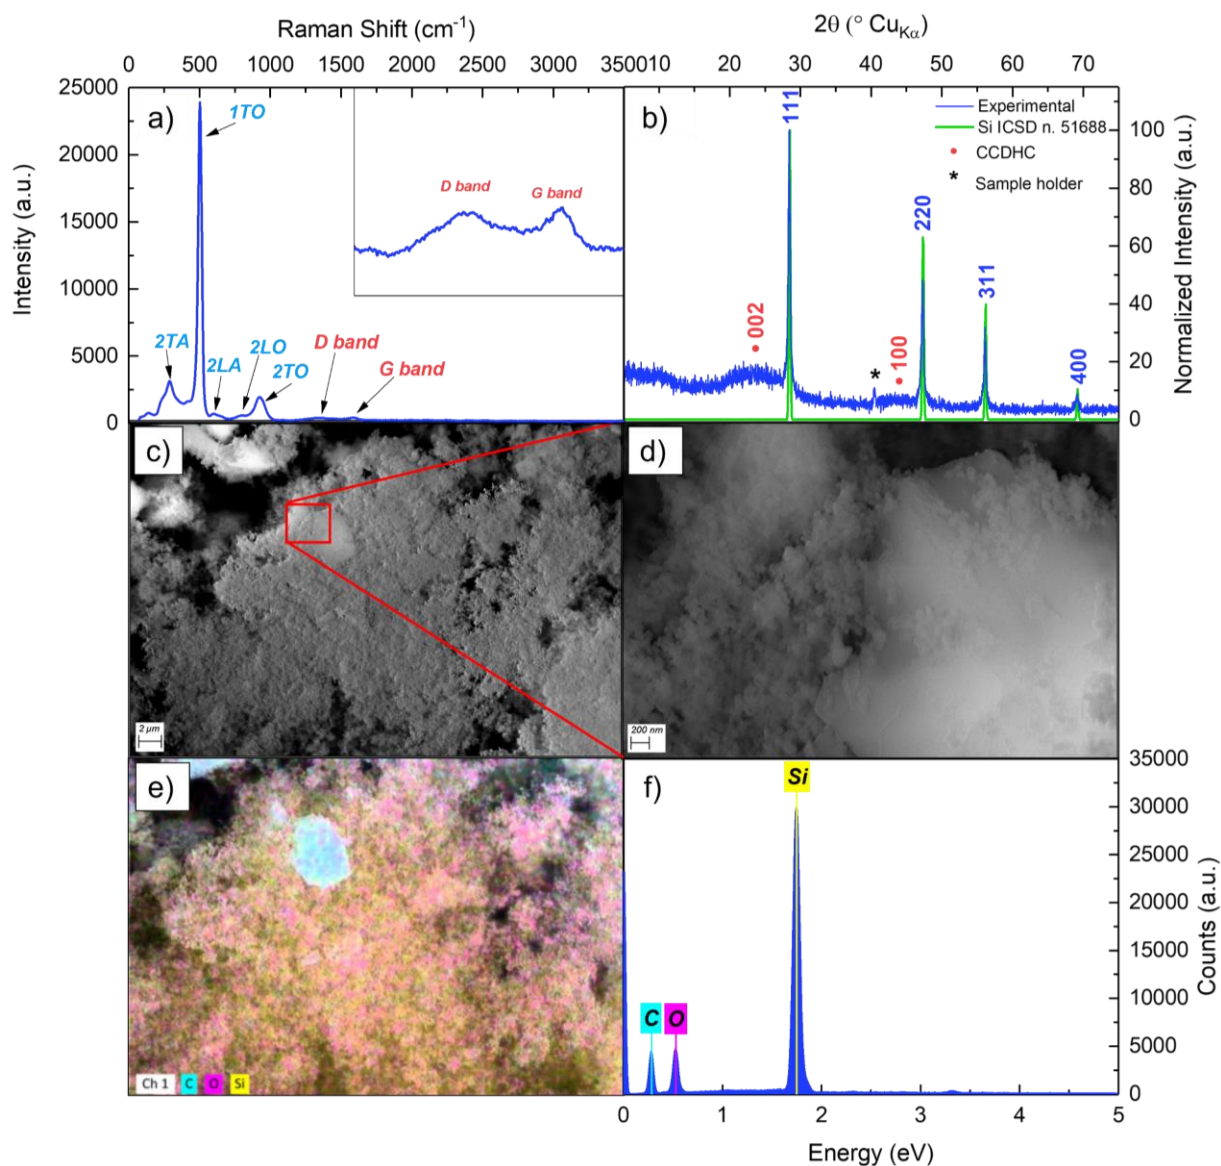 Raman Shift (cm-1)
2θ (° CuKα)
0 500 1000 1500 2000 2500 3000 3500
10 20 30 40 50 60 70
a)
1TO
D band
G band
2TA
2LA
2LO
2TO
D band
G band
25000
20000
15000
10000
5000
0
Intensity (a.u.)
b)
111
Experimental
Si ICSD n. 51688
CCDHC
* Sample holder
220
311
002
*
100
400
100
80
60
40
20
0
Normalized Intensity (a.u.)
c)
2 µm
d)
200 nm
e)
Ch 1 C O Si
f)
Si
C O
35000
30000
25000
20000
15000
10000
5000
0
Counts (a.u.)
0 1 2 3 4 5
Energy (eV)